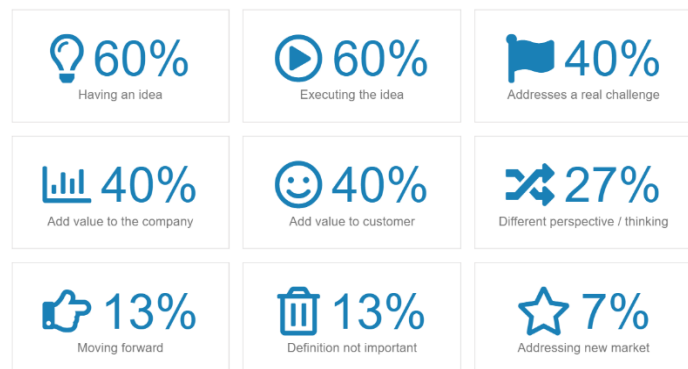 60%
Having an idea
60%
Executing the idea
40%
Addresses a real challenge
40%
Add value to the company
40%
Add value to customer
27%
Different perspective / thinking
13%
Moving forward
13%
Definition not important
7%
Addressing new market